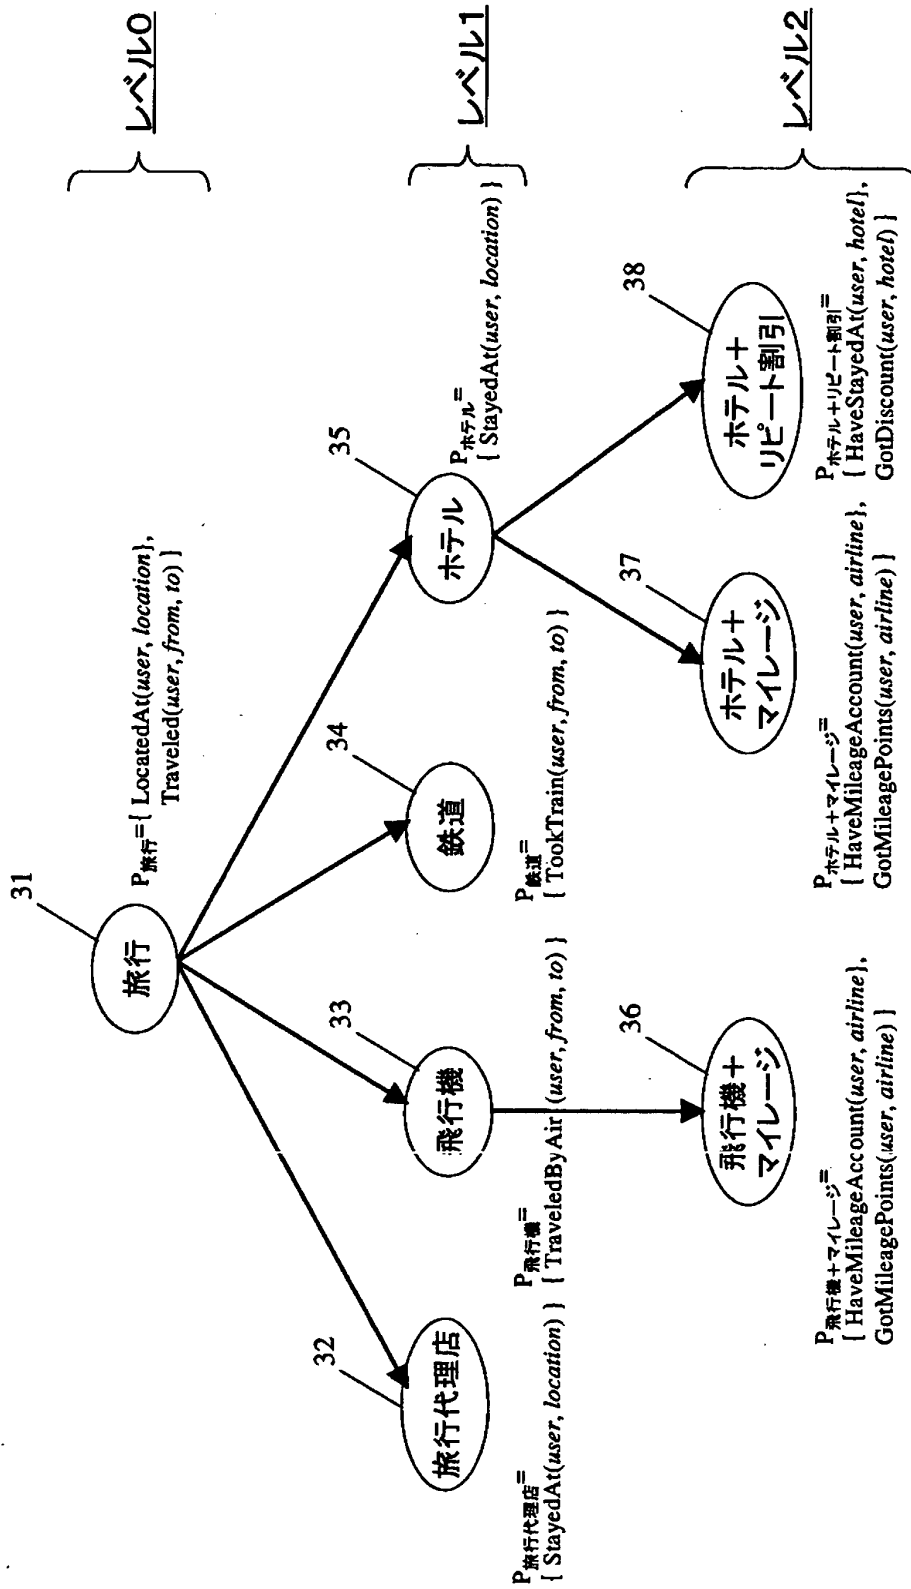 レベル0
31
旅行
P旅行={ LocatedAt(user, location},
Traveled(user, from, to) }
レベル1
32
旅行代理店
P旅行代理店=
{ StayedAt(user, location) }
33
飛行機
P飛行機=
{ TraveledByAir (user, from, to) }
34
鉄道
P鉄道=
{ TookTrain(user, from, to) }
35
ホテル
Pホテル=
{ StayedAt(user, location) }
レベル2
36
飛行機+
マイレージ
P飛行機+マイレージ=
{ HaveMileageAccount(user, airline},
GotMileagePoints(user, airline) }
37
ホテル+
マイレージ
Pホテル+マイレージ=
{ HaveMileageAccount(user, airline},
GotMileagePoints(user, airline) }
38
ホテル+
リピート割引
Pホテル+リピート割引=
{ HaveStayedAt(user, hotel},
GotDiscount(user, hotel) }